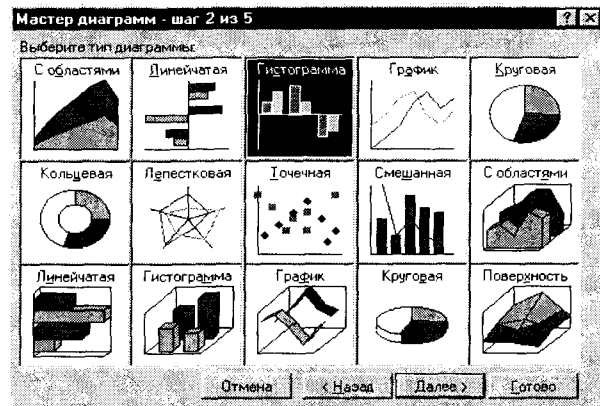 Мастер диаграмм - шаг 2 из 5
Выберите тип диаграммы:
С областями Линейчатая Гистограмма График Круговая
Кольцевая Лепестковая Точечная Смешанная С областями
Линейчатая Гистограмма График Круговая Поверхность
Отмена < Назад Далее > Готово